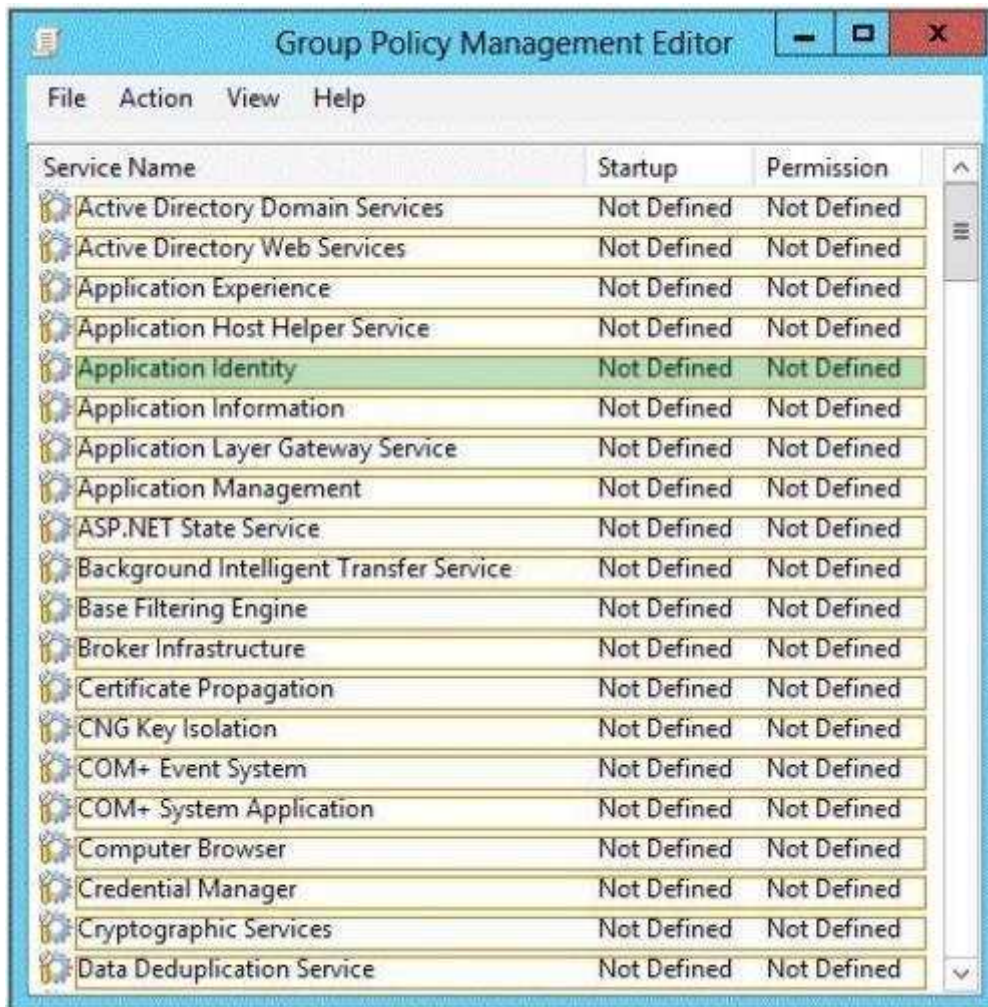 Group Policy Management Editor
File Action View Help
Service Name Startup Permission
Active Directory Domain Services Not Defined Not Defined
Active Directory Web Services Not Defined Not Defined
Application Experience Not Defined Not Defined
Application Host Helper Service Not Defined Not Defined
Application Identity Not Defined Not Defined
Application Information Not Defined Not Defined
Application Layer Gateway Service Not Defined Not Defined
Application Management Not Defined Not Defined
ASP.NET State Service Not Defined Not Defined
Background Intelligent Transfer Service Not Defined Not Defined
Base Filtering Engine Not Defined Not Defined
Broker Infrastructure Not Defined Not Defined
Certificate Propagation Not Defined Not Defined
CNG Key Isolation Not Defined Not Defined
COM+ Event System Not Defined Not Defined
COM+ System Application Not Defined Not Defined
Computer Browser Not Defined Not Defined
Credential Manager Not Defined Not Defined
Cryptographic Services Not Defined Not Defined
Data Deduplication Service Not Defined Not Defined